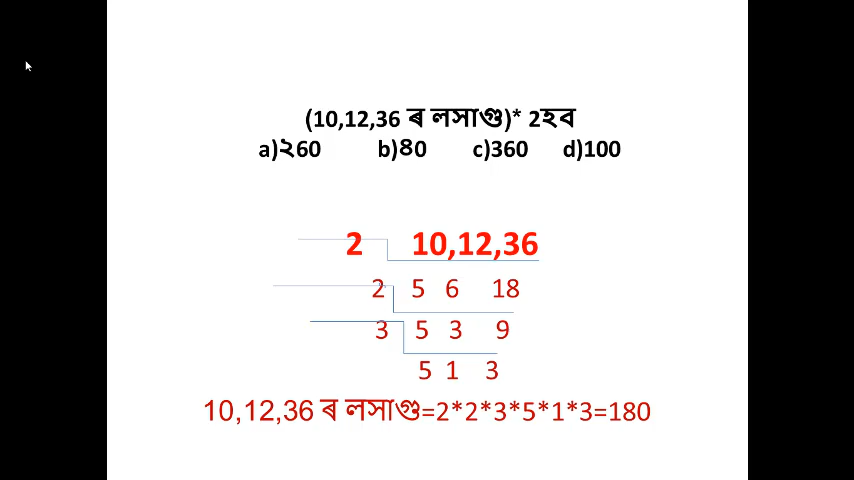 (10,12,36 ৰ লসাগু)* 2হব
a)২60 b)8০ c)360 d)100
2 10,12,36
2 5 6 18
3 5 3 9
5 1 3
10,12,36 ৰ লসাগু=2*2*3*5*1*3=180